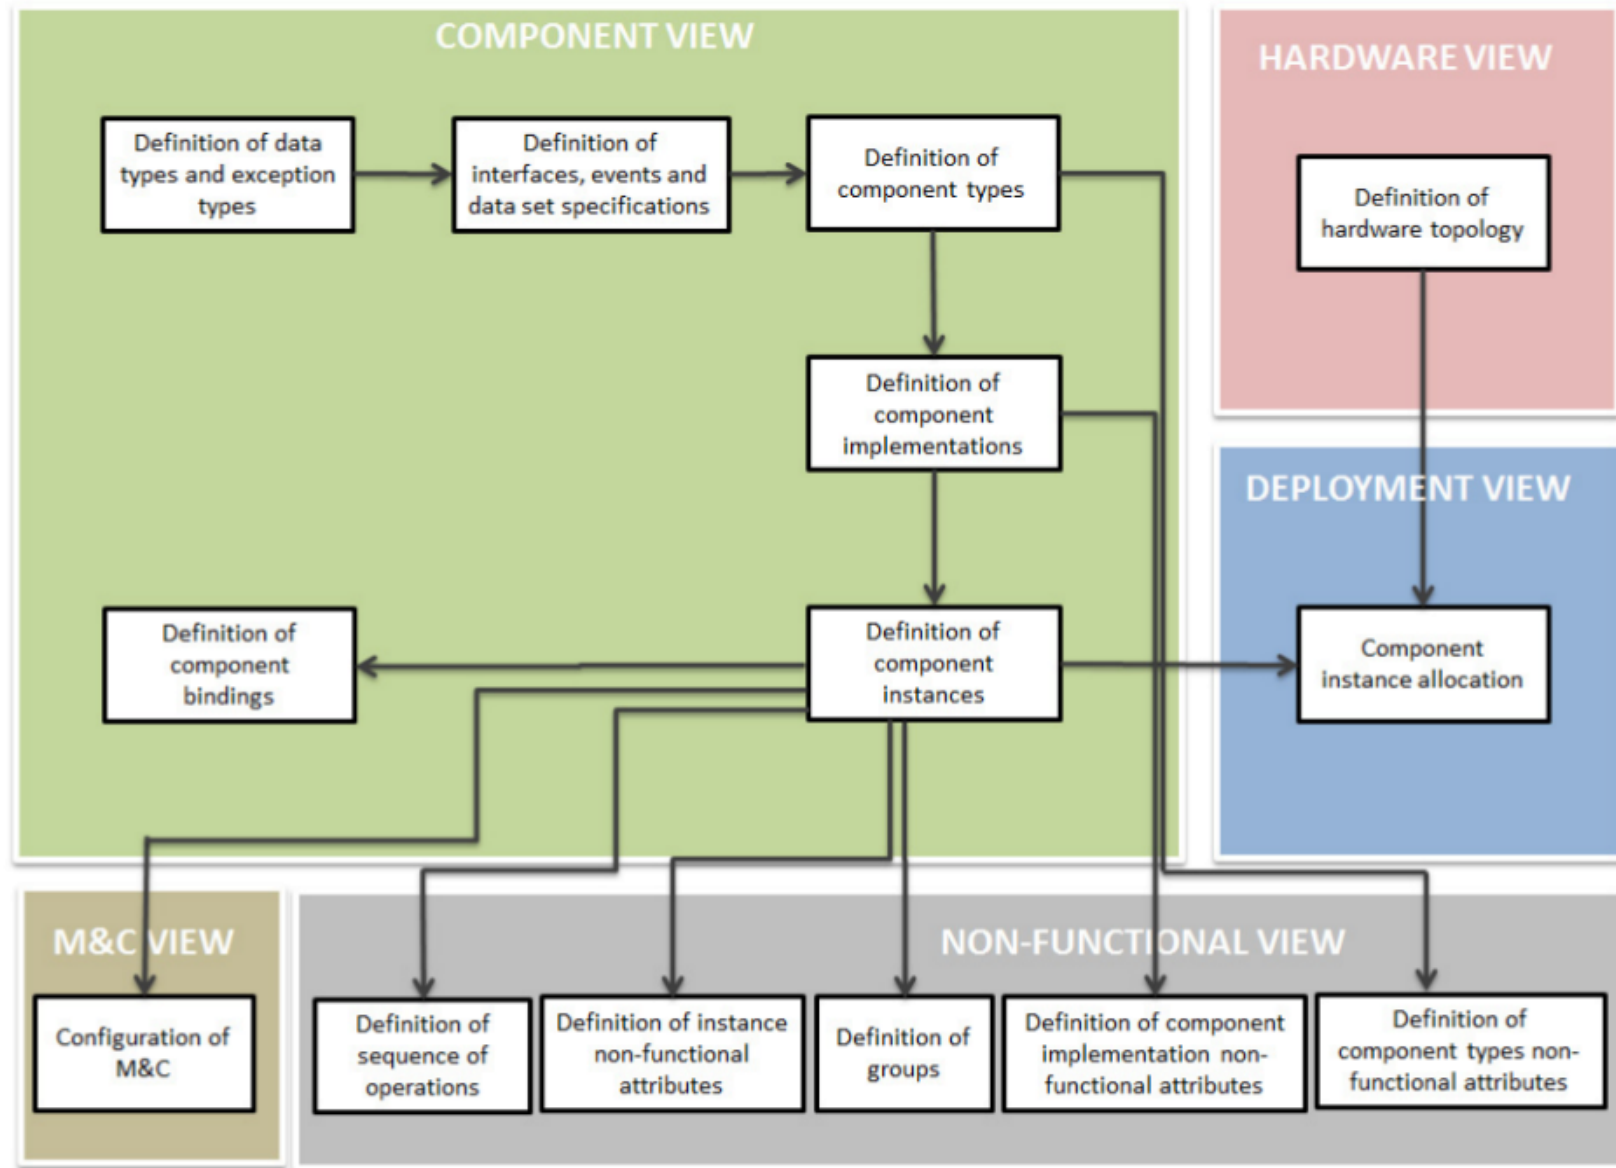 COMPONENT VIEW
HARDWARE VIEW
Definition of data
types and exception
types
Definition of
interfaces, events and
data set specifications
Definition of
component types
Definition of
hardware topology
Definition of
component
implementations
DEPLOYMENT VIEW
Definition of
component
bindings
Definition of
component
instances
Component
instance allocation
M&C VIEW
NON-FUNCTIONAL VIEW
Configuration of
M&C
Definition of
sequence of
operations
Definition of instance
non-functional
attributes
Definition of
groups
Definition of component
implementation non-
functional attributes
Definition of
component types non-
functional attributes